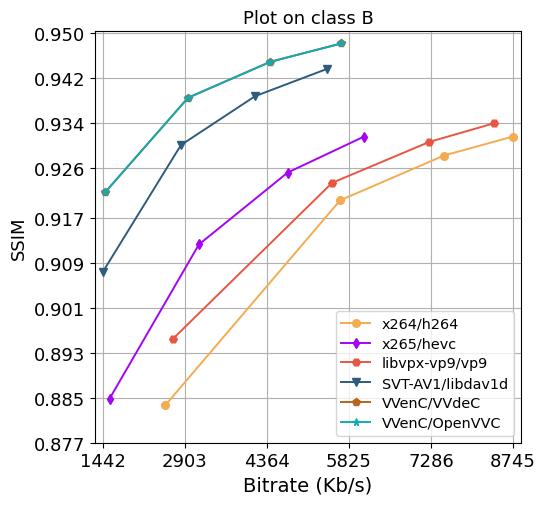 Plot on class B
SSIM
0.950
0.942
0.934
0.926
0.917
0.909
0.901
0.893
0.885
0.877
x264/h264
x265/hevc
libvpx-vp9/vp9
SVT-AV1/libdav1d
VVenC/VVdeC
VVenC/OpenVVC
1442 2903 4364 5825 7286 8745
Bitrate (Kb/s)